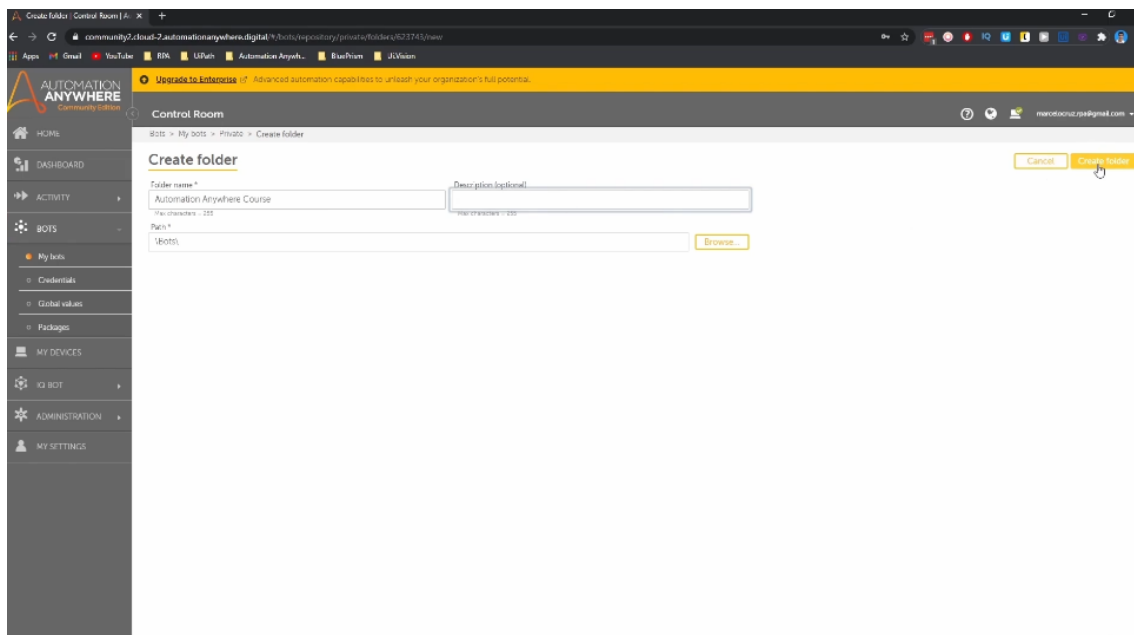 Create folder | Control Room | A
community2.cloud-2.automationanywhere.digital/#/bots/repository/private/folders/623743/new
Apps Gmail YouTube RPA UiPath Automation Anywh... BluePrism UI.Vision
AUTOMATION
ANYWHERE
Community Edition
Upgrade to Enterprise Advanced automation capabilities to unleash your organization's full potential.
Control Room
marcelocruz.rpa@gmail.com
Bots > My bots > Private > Create folder
Create folder
Cancel Create folder
Folder name * Description (optional)
Automation Anywhere Course
Max characters = 255 Max characters = 255
Path *
\Bots\ Browse...
HOME
DASHBOARD
ACTIVITY
BOTS
My bots
Credentials
Global values
Packages
MY DEVICES
IQ BOT
ADMINISTRATION
MY SETTINGS